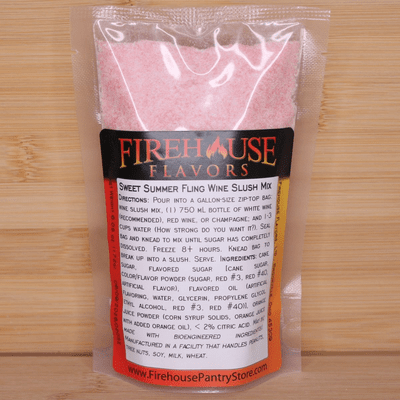 FIREHOUSE
FLAVORS
SWEET SUMMER FLING WINE SLUSH MIX
DIRECTIONS: POUR INTO A GALLON-SIZE ZIP-TOP BAG:
WINE SLUSH MIX, (1) 750 ML BOTTLE OF WHITE WINE
(RECOMMENDED), RED WINE, OR CHAMPAGNE; AND 1-3
CUPS WATER (HOW STRONG DO YOU WANT IT?). SEAL
BAG AND KNEAD TO MIX UNTIL SUGAR HAS COMPLETELY
DISSOLVED. FREEZE 8+ HOURS. KNEAD BAG TO
BREAK UP INTO A SLUSH. SERVE. INGREDIENTS: CANE
SUGAR, FLAVORED SUGAR (CANE SUGAR,
COLOR/FLAVOR POWDER (SUGAR, RED #3, RED #40,
ARTIFICIAL FLAVOR), FLAVORED OIL (ARTIFICIAL
FLAVORING, WATER, GLYCERIN, PROPYLENE GLYCOL,
ETHYL ALCOHOL, RED #3, RED #40)), ORANGE
JUICE POWDER (CORN SYRUP SOLIDS, ORANGE JUICE
WITH ADDED ORANGE OIL), < 2% CITRIC ACID.
MADE WITH BIOENGINEERED INGREDIENTS.
MANUFACTURED IN A FACILITY THAT HANDLES PEANUTS,
TREE NUTS, SOY, MILK, WHEAT.
www.FirehousePantryStore.com